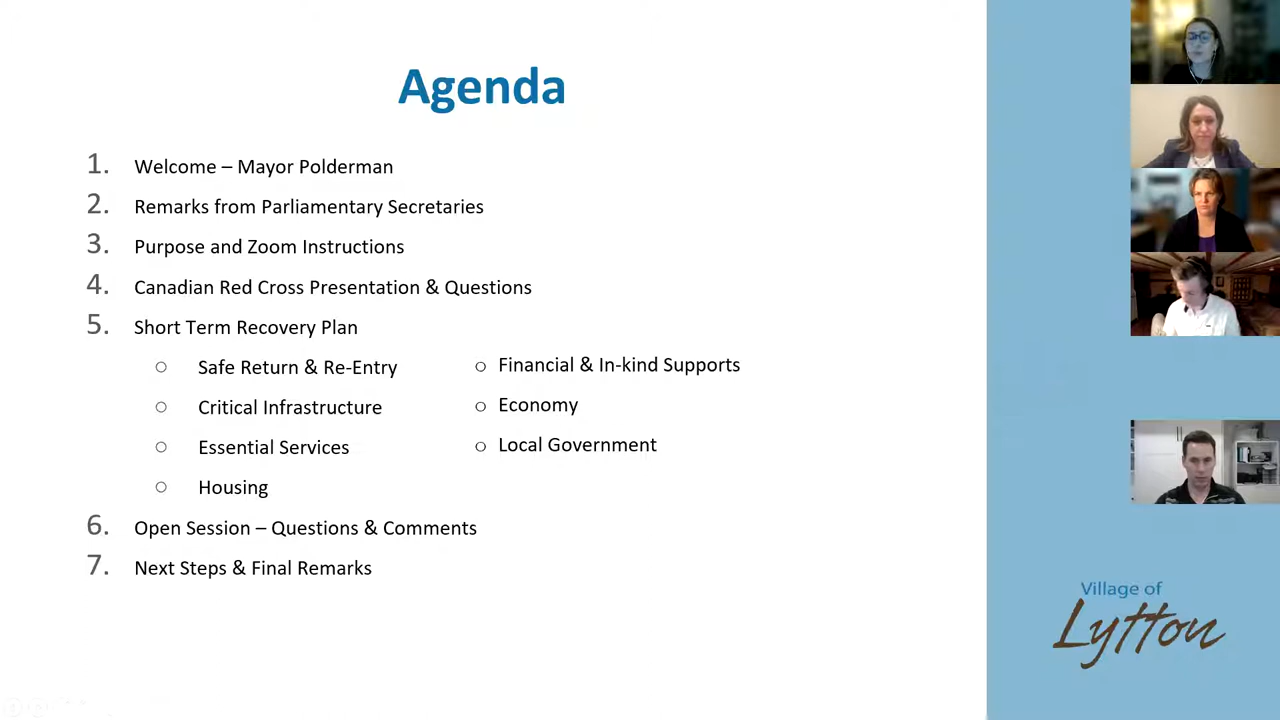 Agenda
1. Welcome – Mayor Polderman
2. Remarks from Parliamentary Secretaries
3. Purpose and Zoom Instructions
4. Canadian Red Cross Presentation & Questions
5. Short Term Recovery Plan
○ Safe Return & Re-Entry
○ Critical Infrastructure
○ Essential Services
○ Housing
○ Financial & In-kind Supports
○ Economy
○ Local Government
6. Open Session – Questions & Comments
7. Next Steps & Final Remarks
Village of
Lytton